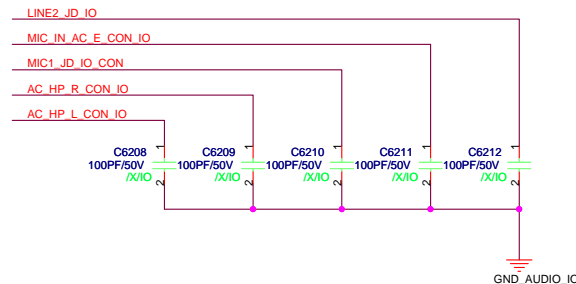 LINE2_JD_IO
MIC_IN_AC_E_CON_IO
MIC1_JD_IO_CON
AC_HP_R_CON_IO
AC_HP_L_CON_IO
1 1 1 1 1
C6208 C6209 C6210 C6211 C6212
100PF/50V 100PF/50V 100PF/50V 100PF/50V 100PF/50V
/X/IO /X/IO /X/IO /X/IO /X/IO
2 2 2 2 2
GND_AUDIO_IO